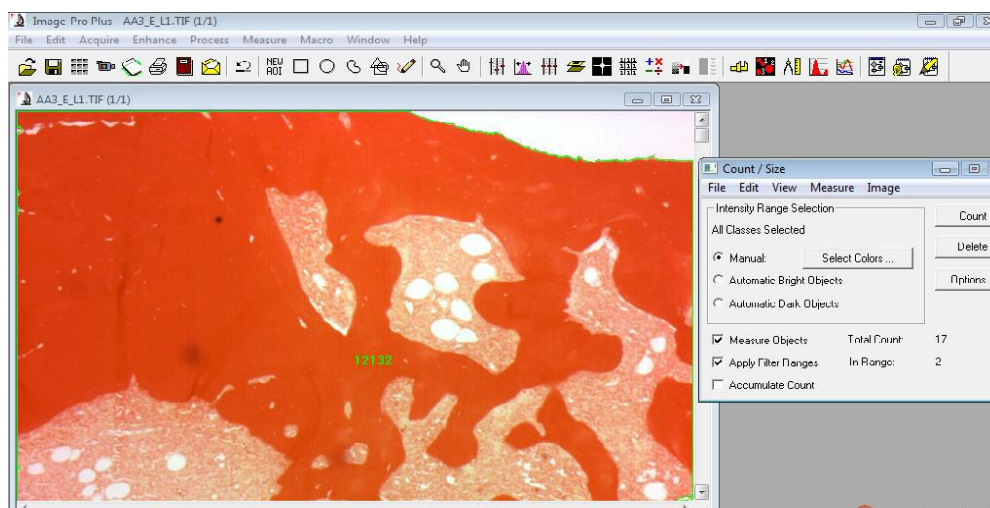 Image Pro Plus AA3_E_L1.TIF (1/1)
File Edit Acquire Enhance Process Measure Macro Window Help
NEW AOI
AA3_E_L1.TIF (1/1)
12132
Count / Size
File Edit View Measure Image
Intensity Range Selection
All Classes Selected
Manual: Select Colors ...
Automatic Bright Objects
Automatic Dark Objects
Count
Delete
Options
Measure Objects Total Count: 17
Apply Filter Ranges In Range: 2
Accumulate Count